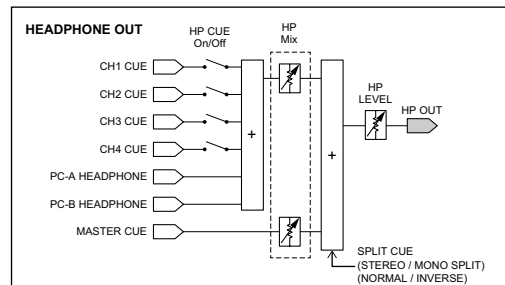 HEADPHONE OUT
HP CUE
On/Off
HP
Mix
CH1 CUE
CH2 CUE
CH3 CUE
CH4 CUE
PC-A HEADPHONE
PC-B HEADPHONE
MASTER CUE
+
+
HP
LEVEL
HP OUT
SPLIT CUE
(STEREO / MONO SPLIT)
(NORMAL / INVERSE)